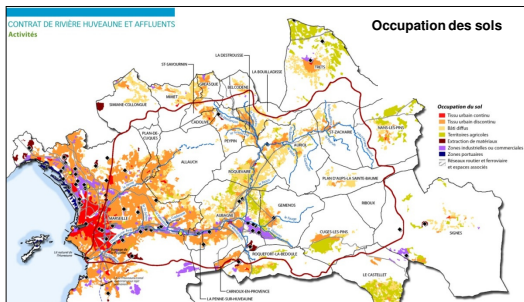 CONTRAT DE RIVIÈRE HUVEAUNE ET AFFLUENTS
Activités
Occupation des sols
LA DESTROUSSE
LA BOUILLADISSE
ST-SAVOURNIN
TRETS
GREASQUE
BELCODENE
MIMET
SIMIANE-COLLONGUE
CADOLIVE
PLAN-DE-CUQUES
PEYPIN
ST-ZACHARIE
NANS-LES-PINS
AURIOL
ALLAUCH
ROQUEVAIRE
PLAN D'AUPS-LA SAINTE-BAUME
GEMENOS
RIBOUX
MARSEILLE
AUBAGNE
SIGNES
CUGES-LES-PINS
ROQUEFORT-LA-BEDOULE
LE CASTELLET
CARNOUX-EN-PROVENCE
LA PENNE-SUR-HUVEAUNE
Occupation du sol
Tissu urbain continu
Tissu urbain discontinu
Bâti diffus
Territoires agricoles
Extraction de matériaux
Zones industrielles ou commerciales
Zones portuaires
Réseaux routier et ferroviaire
et espaces associés